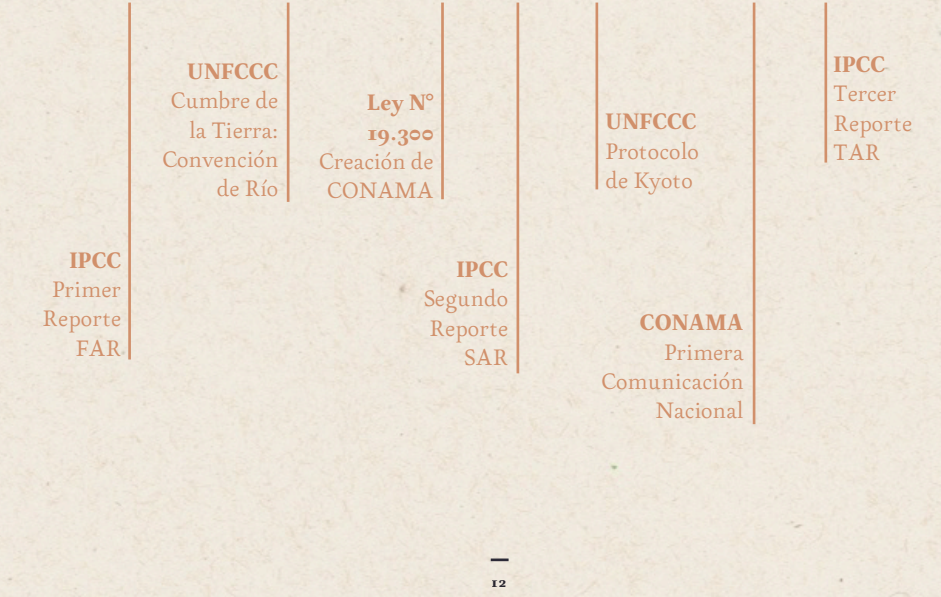 IPCC
Primer
Reporte
FAR
UNFCCC
Cumbre de
la Tierra:
Convención
de Río
Ley N°
19.300
Creación de
CONAMA
IPCC
Segundo
Reporte
SAR
UNFCCC
Protocolo
de Kyoto
CONAMA
Primera
Comunicación
Nacional
IPCC
Tercer
Reporte
TAR
12